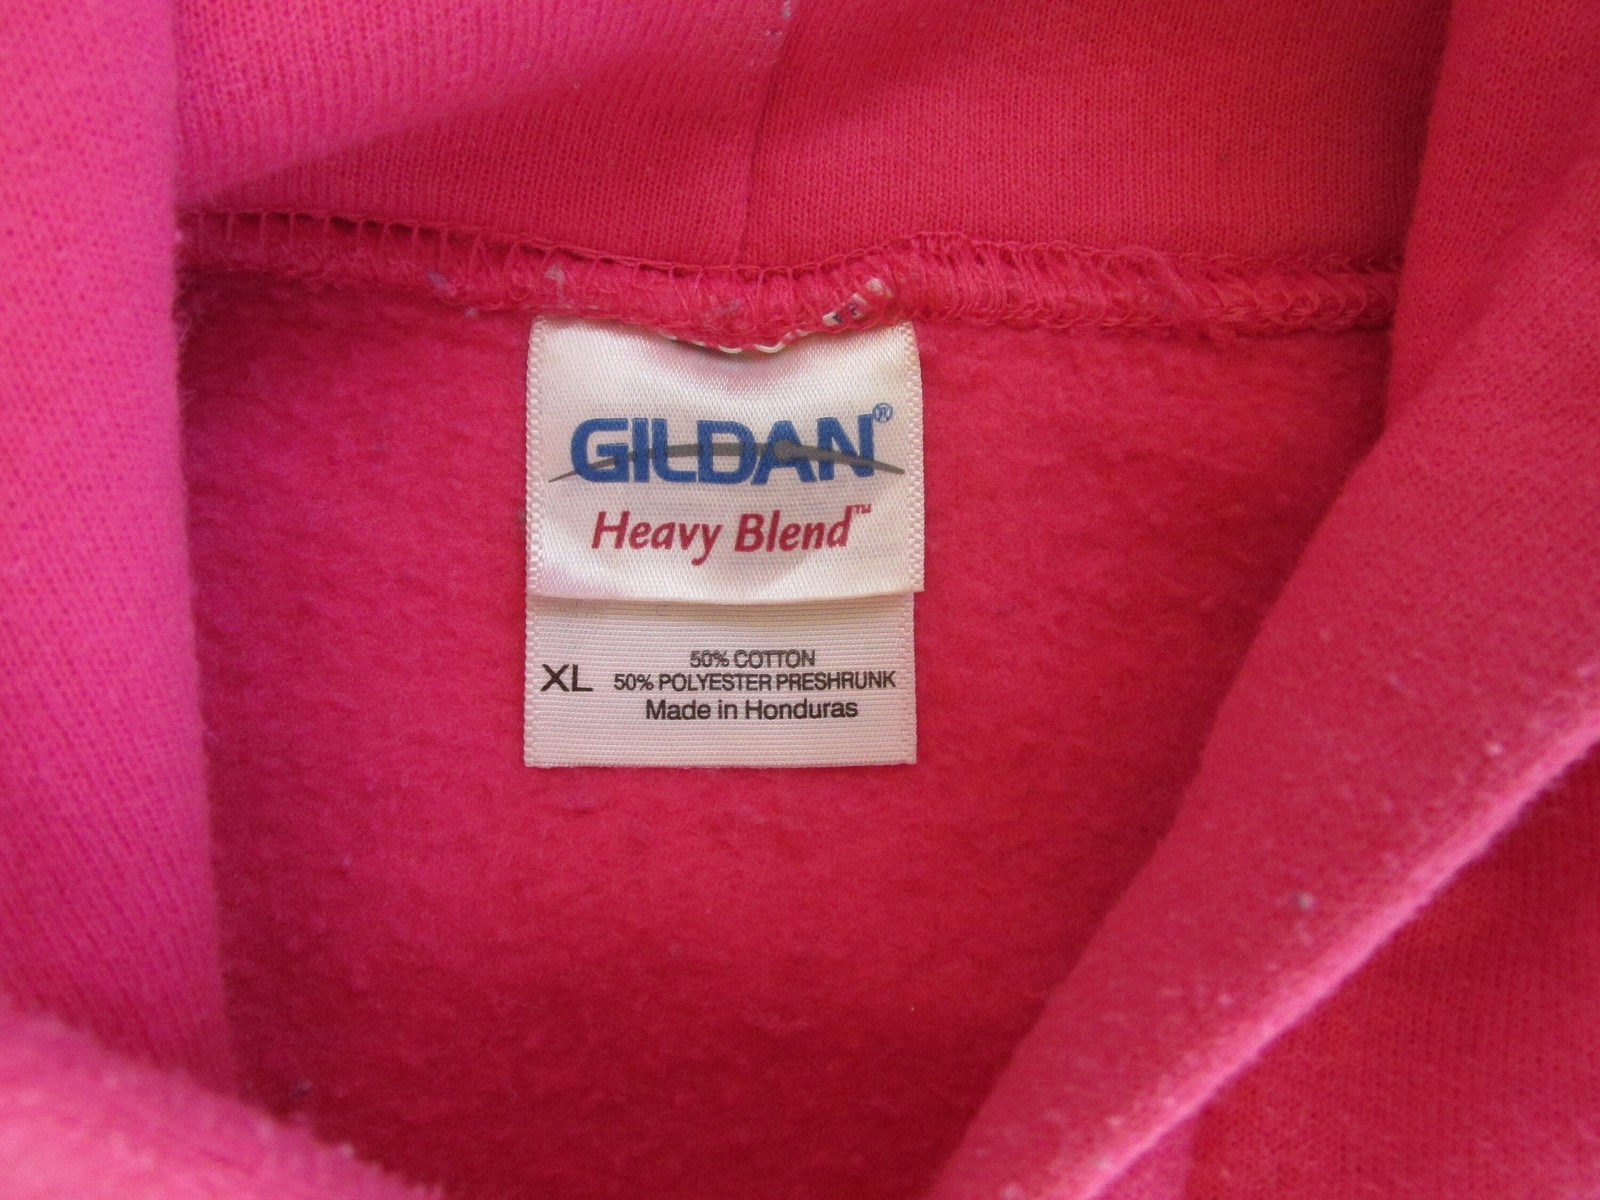 GILDAN®
Heavy Blend™
XL
50% COTTON
50% POLYESTER PRESHRUNK
Made in Honduras